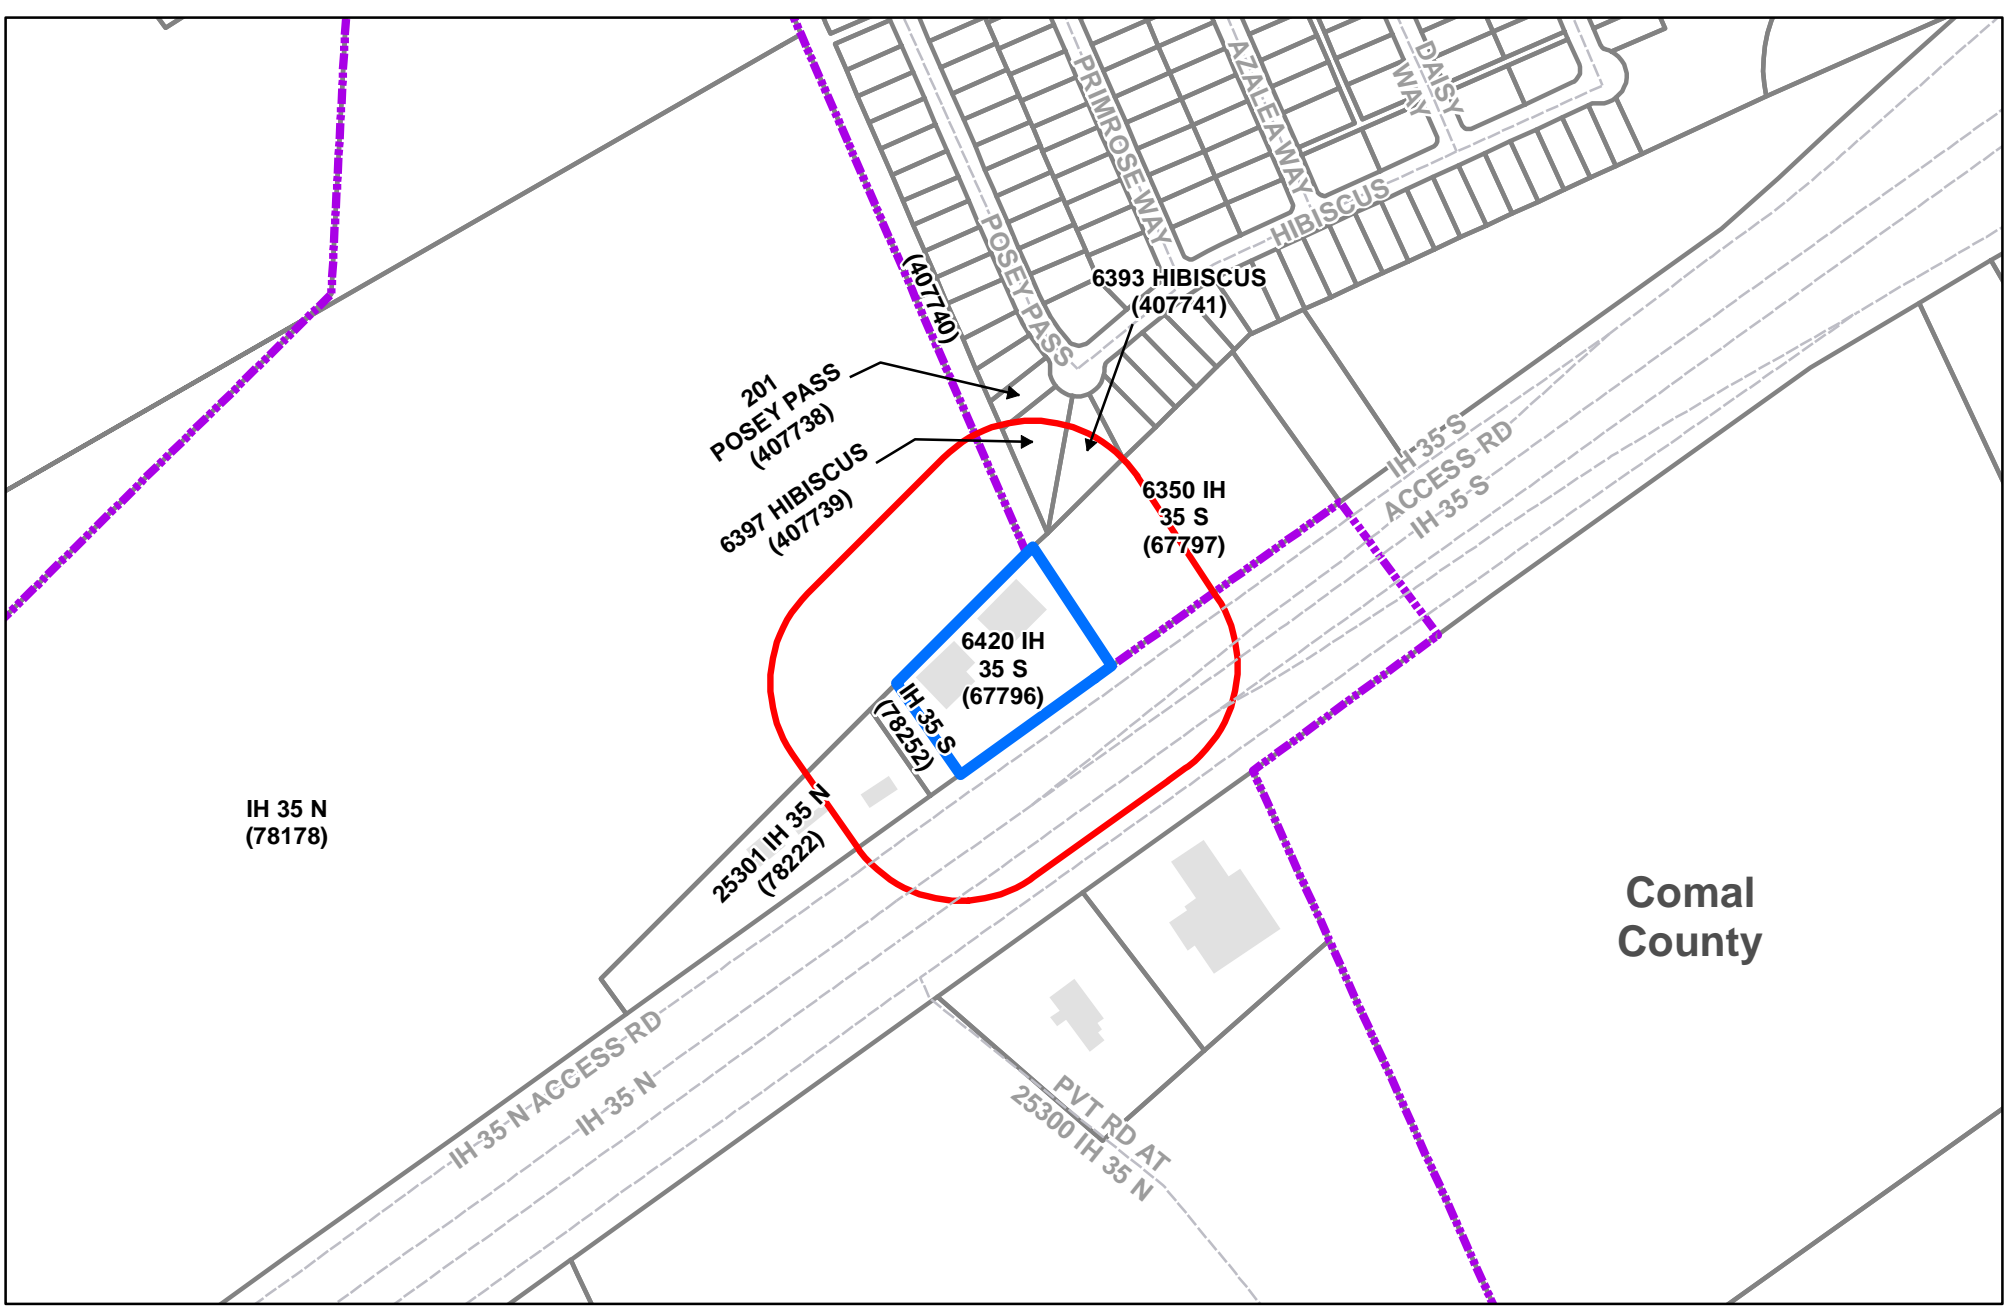 DAISY
WAY
AZALEA WAY
PRIMROSE WAY
HIBISCUS
POSEY PASS
(407740)
6393 HIBISCUS
(407741)
201
POSEY PASS
(407738)
6397 HIBISCUS
(407739)
6350 IH
35 S
(67797)
IH 35 S
ACCESS RD
IH 35 S
6420 IH
35 S
(67796)
IH 35 S
(78252)
25301 IH 35 N
(78222)
IH 35 N
(78178)
Comal
County
IH 35 N ACCESS RD
IH 35 N
PVT RD AT
25300 IH 35 N